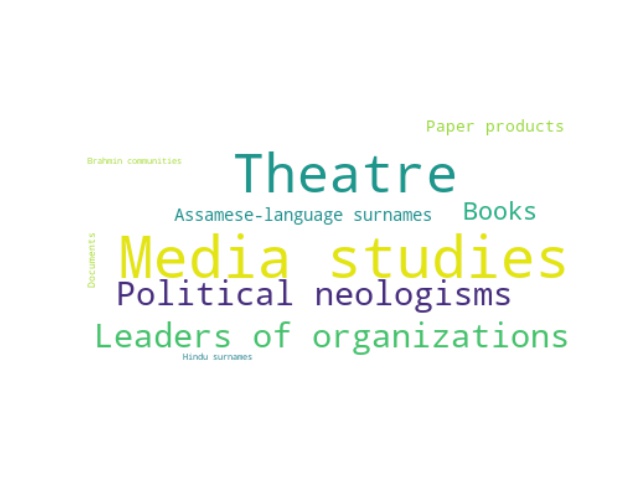 Paper products
Brahmin communities
Theatre
Assamese-language surnames
Books
Documents
Media studies
Political neologisms
Leaders of organizations
Hindu surnames